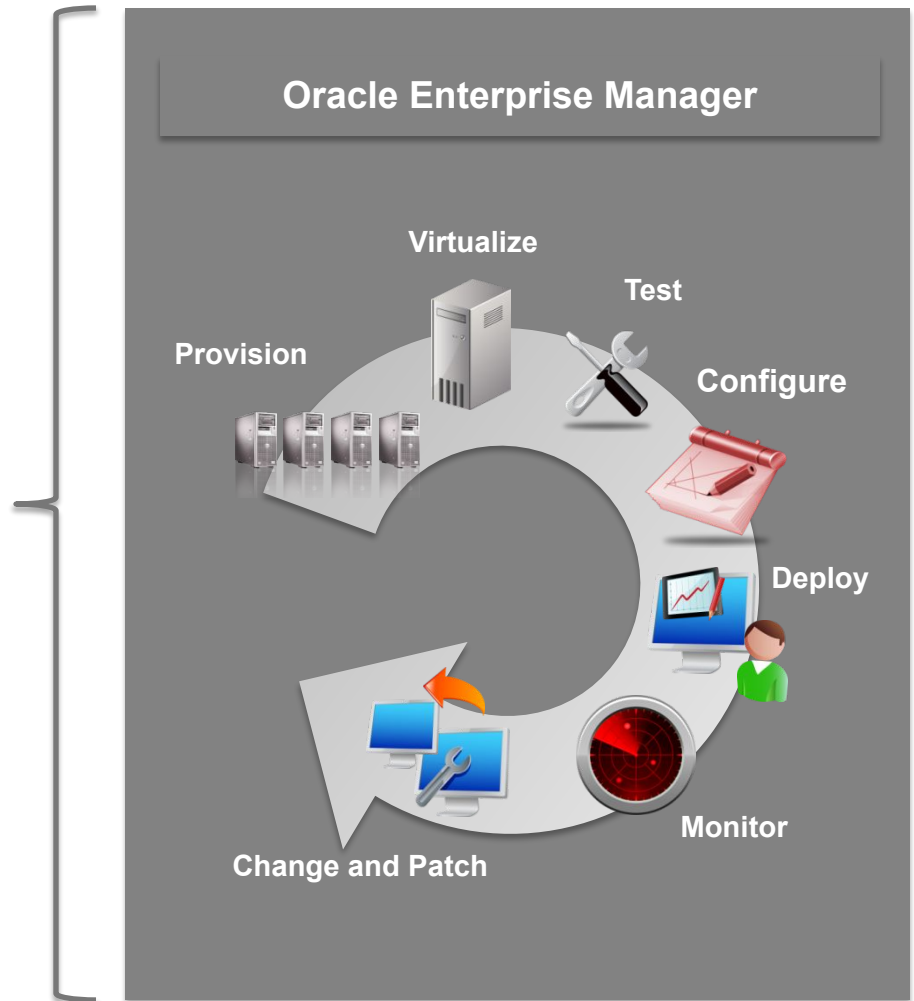 Oracle Enterprise Manager
Virtualize
Test
Provision
Configure
Deploy
Monitor
Change and Patch